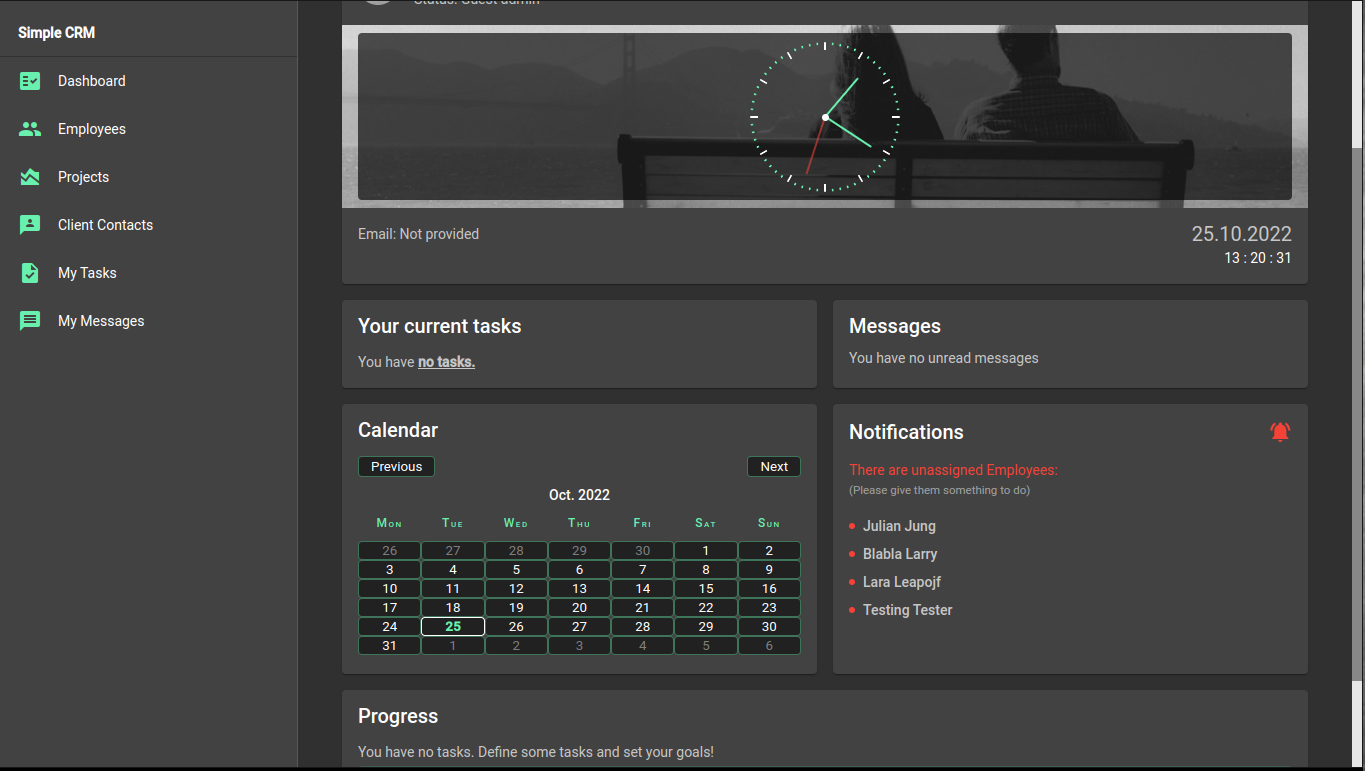 Simple CRM
Dashboard
Employees
Projects
Client Contacts
My Tasks
My Messages
Status: Guest admin
Email: Not provided
25.10.2022
13 : 20 : 31
Your current tasks
You have no tasks.
Messages
You have no unread messages
Calendar
Previous Next
Oct. 2022
Mon Tue Wed Thu Fri Sat Sun
26 27 28 29 30 1 2
3 4 5 6 7 8 9
10 11 12 13 14 15 16
17 18 19 20 21 22 23
24 25 26 27 28 29 30
31 1 2 3 4 5 6
Notifications
There are unassigned Employees:
(Please give them something to do)
Julian Jung
Blabla Larry
Lara Leapojf
Testing Tester
Progress
You have no tasks. Define some tasks and set your goals!